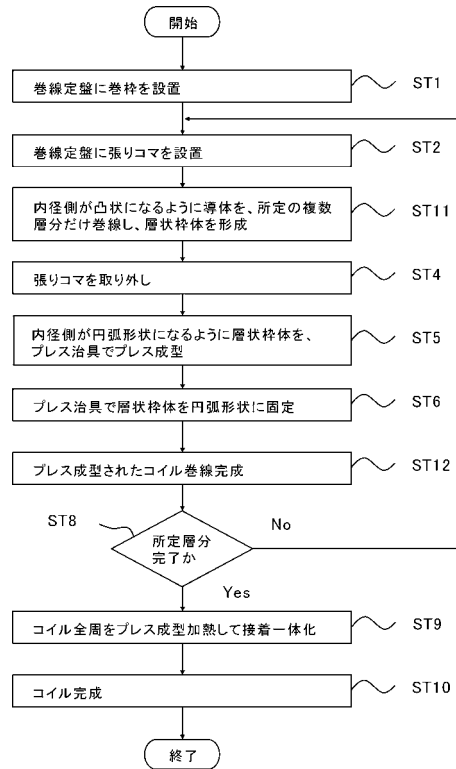 開始
巻線定盤に巻枠を設置
ST1
巻線定盤に張りコマを設置
ST2
内径側が凸状になるように導体を、所定の複数
層分だけ巻線し、層状枠体を形成
ST11
張りコマを取り外し
ST4
内径側が円弧形状になるように層状枠体を、
プレス治具でプレス成型
ST5
プレス治具で層状枠体を円弧形状に固定
ST6
プレス成型されたコイル巻線完成
ST12
ST8
所定層分
完了か
No
Yes
コイル全周をプレス成型加熱して接着一体化
ST9
コイル完成
ST10
終了